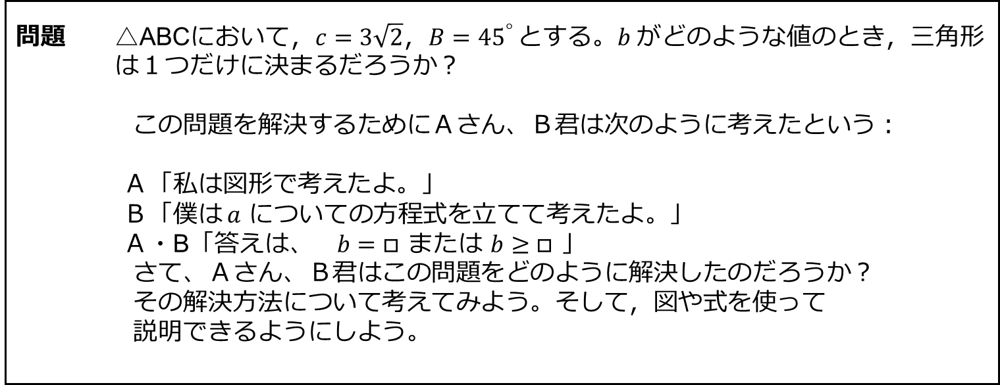 問題 △ABCにおいて，c = 3√2，B = 45°とする。b がどのような値のとき，三角形
は１つだけに決まるだろうか？
この問題を解決するためにＡさん、Ｂ君は次のように考えたという：
A「私は図形で考えたよ。」
B「僕は a についての方程式を立てて考えたよ。」
A・B「答えは、 b = □ または b ≥ □ 」
さて、Ａさん、Ｂ君はこの問題をどのように解決したのだろうか？
その解決方法について考えてみよう。そして，図や式を使って
説明できるようにしよう。